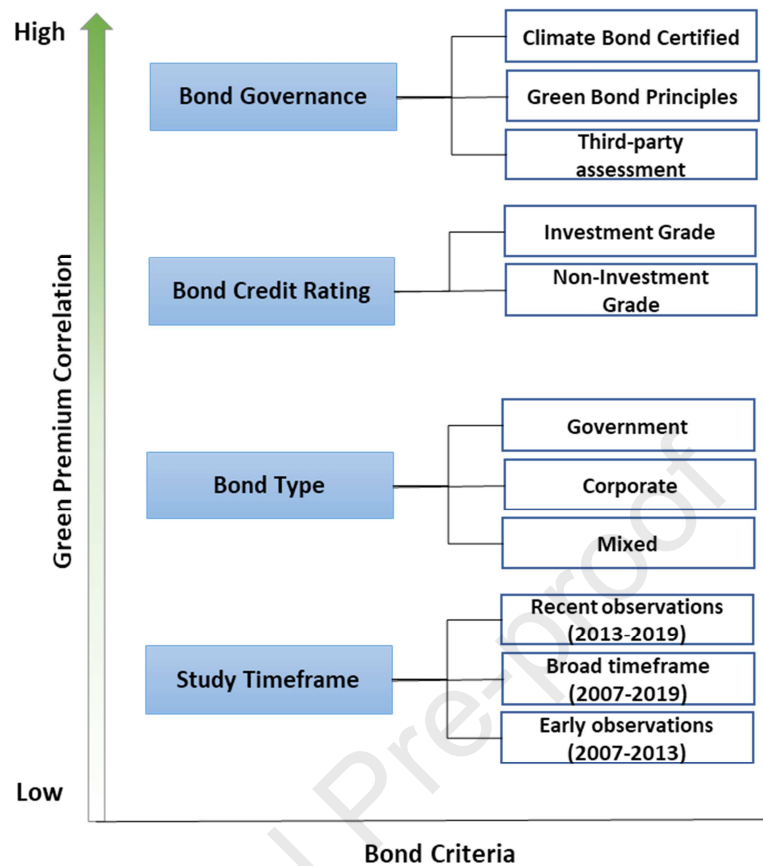 High
Climate Bond Certified
Bond Governance
Green Bond Principles
Third-party
assessment
Investment Grade
Bond Credit Rating
Non-Investment
Grade
Green Premium Correlation
Government
Bond Type
Corporate
Mixed
Recent observations
(2013-2019)
Study Timeframe
Broad timeframe
(2007-2019)
Early observations
(2007-2013)
Low
Bond Criteria
Pre-proof